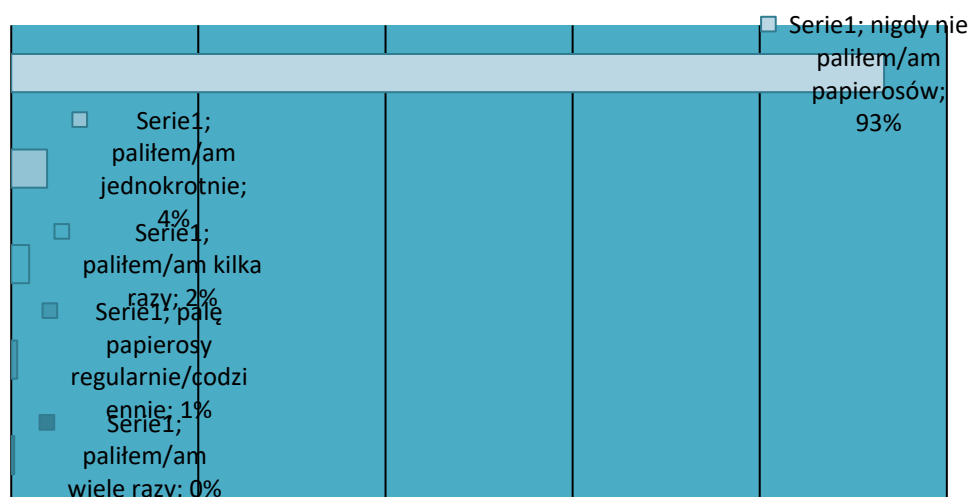 Serie1; nigdy nie
paliłem/am
papierosów;
93%
Serie1;
paliłem/am
jednokrotnie;
4%
Serie1;
paliłem/am kilka
razy; 2%
Serie1; palę
papierosy
regularnie/codzi
ennie; 1%
Serie1;
paliłem/am
wiele razy; 0%